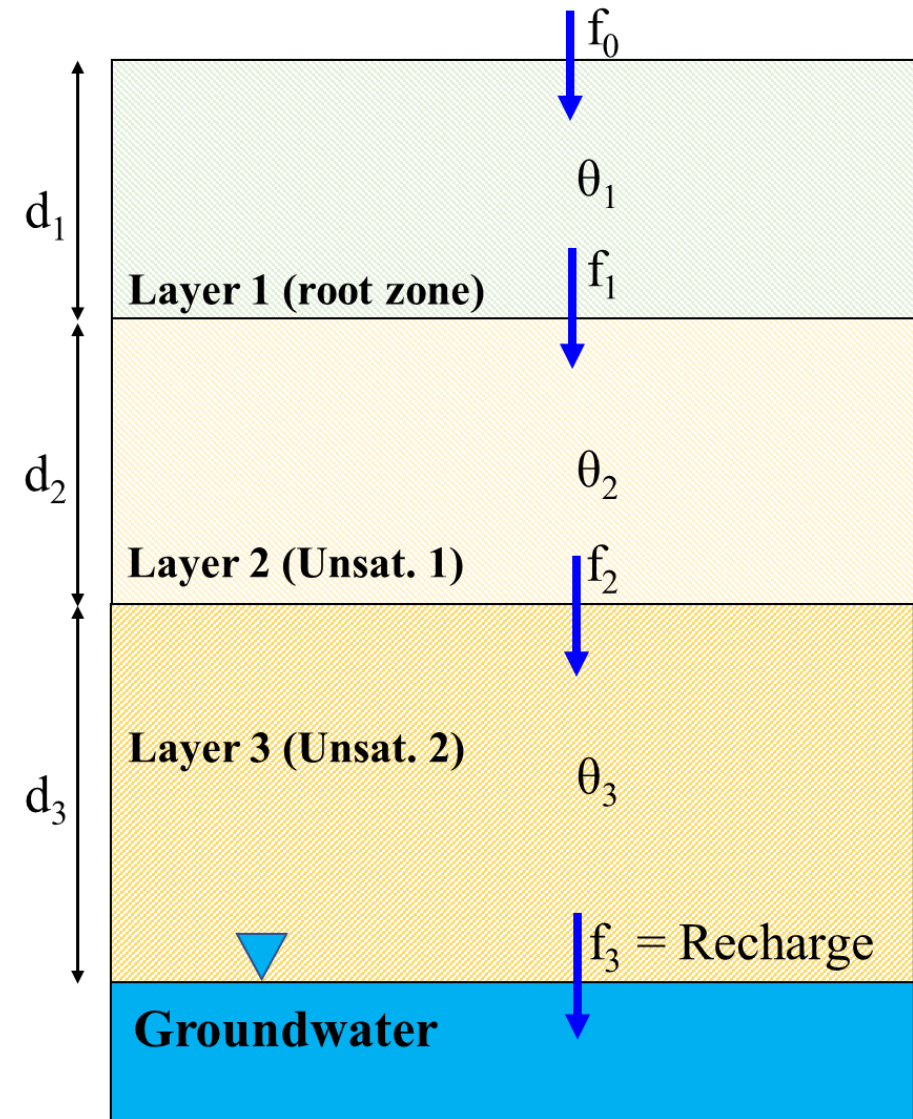 f₀
d₁
θ₁
f₁
Layer 1 (root zone)
d₂
θ₂
Layer 2 (Unsat. 1)
f₂
Layer 3 (Unsat. 2)
θ₃
d₃
f₃ = Recharge
Groundwater